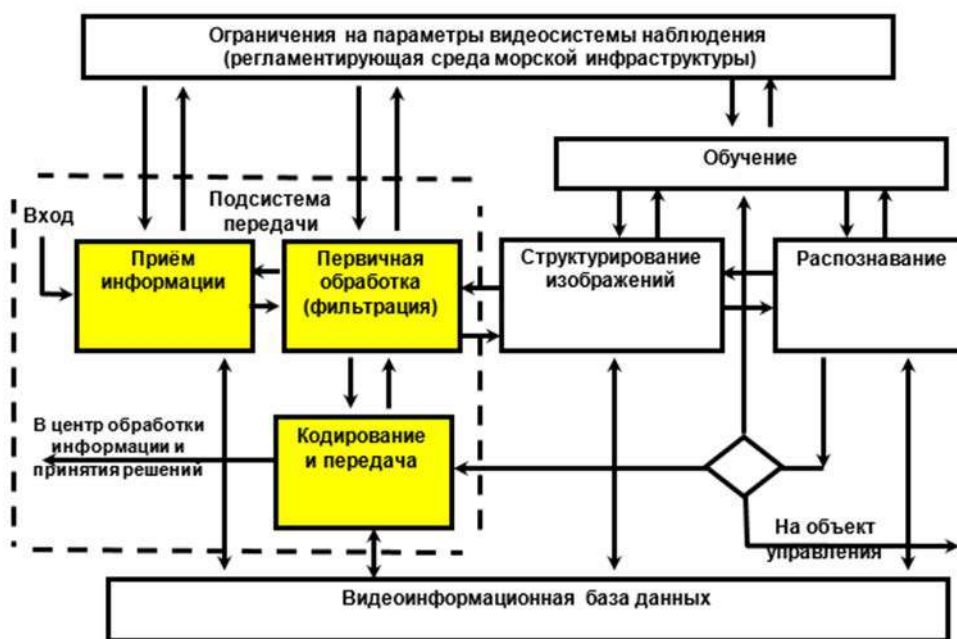 Ограничения на параметры видеосистемы наблюдения
(регламентирующая среда морской инфраструктуры)
Обучение
Подсистема
передачи
Вход
Приём
информации
Первичная
обработка
(фильтрация)
Структурирование
изображений
Распознавание
В центр обработки
информации и
принятия решений
Кодирование
и передача
На объект
управления
Видеоинформационная база данных